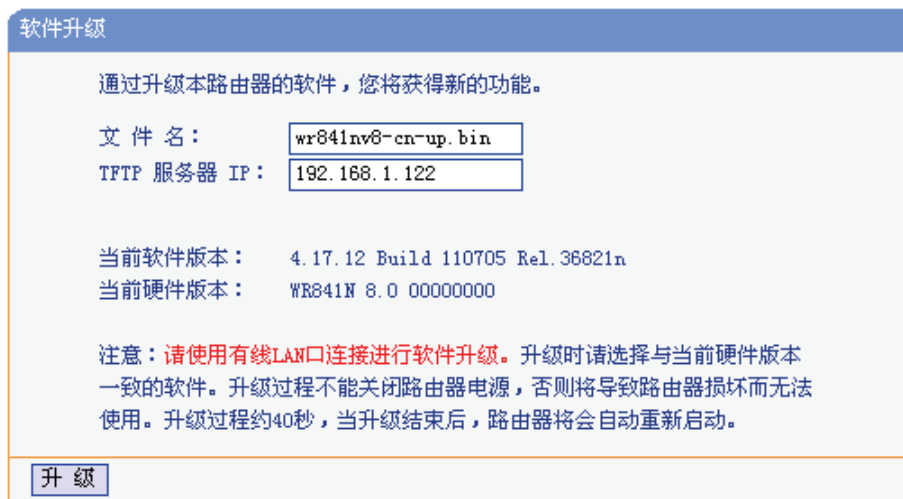 软件升级
通过升级本路由器的软件，您将获得新的功能。
文 件 名： wr841nv8-cn-up.bin
TFTP 服务器 IP： 192.168.1.122
当前软件版本： 4.17.12 Build 110705 Rel.36821n
当前硬件版本： WR841N 8.0 00000000
注意：请使用有线LAN口连接进行软件升级。升级时请选择与当前硬件版本
一致的软件。升级过程不能关闭路由器电源，否则将导致路由器损坏而无法
使用。升级过程约40秒，当升级结束后，路由器将会自动重新启动。
升 级